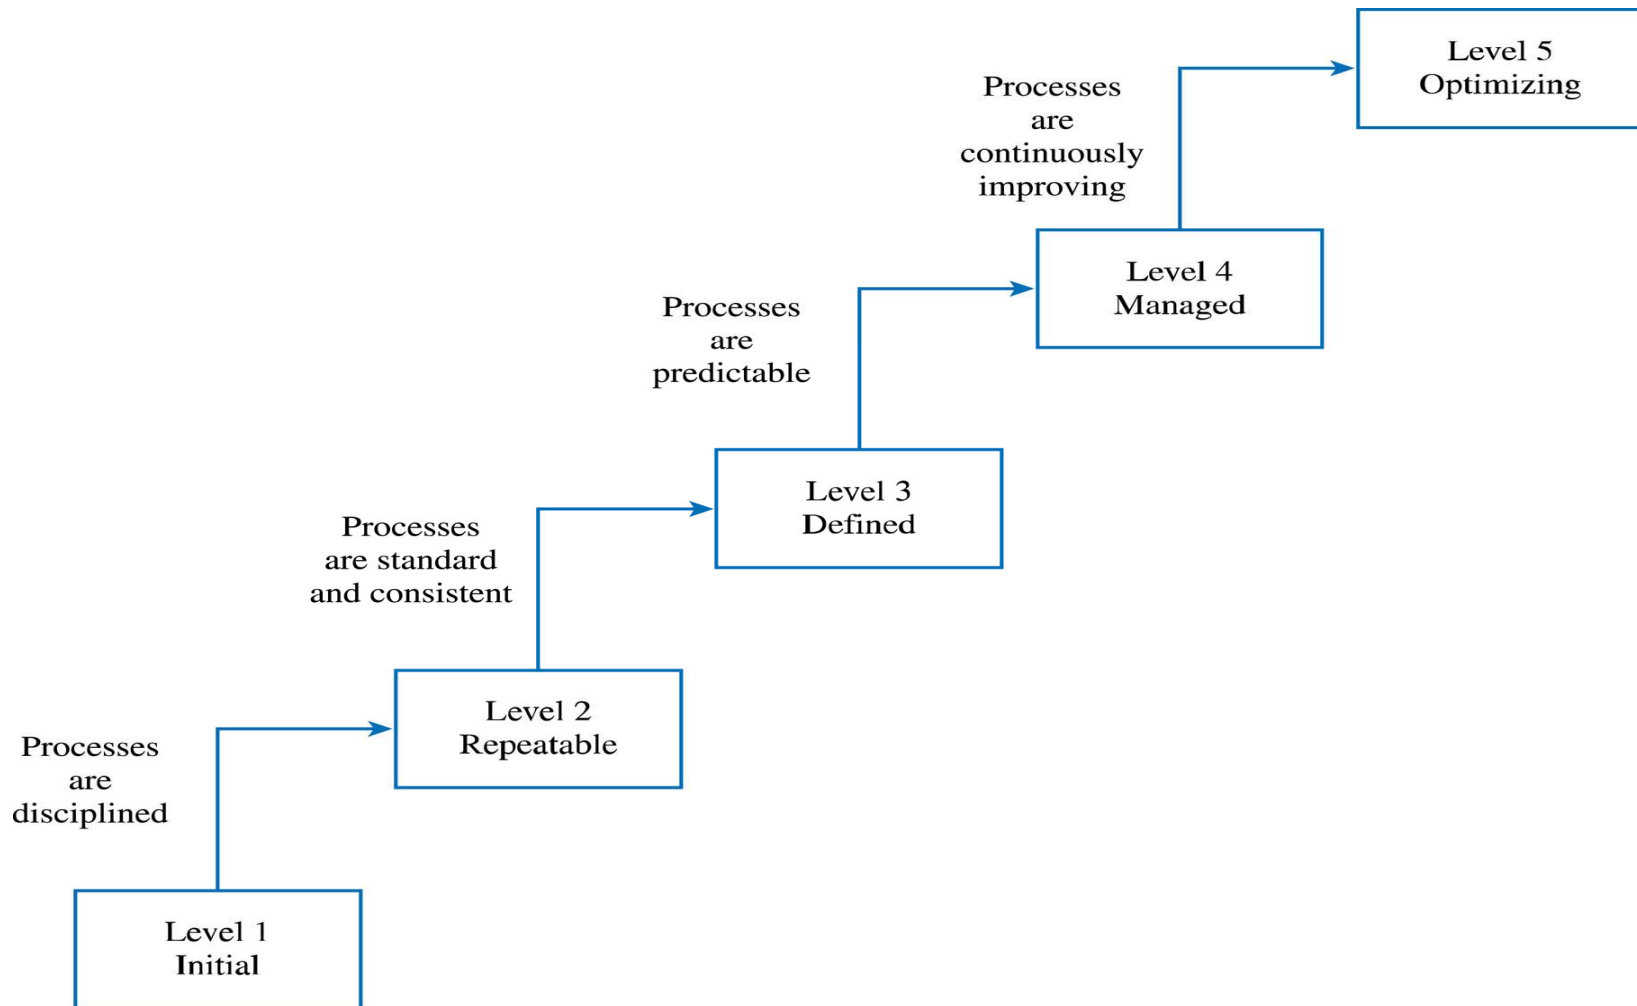 Level 5
Optimizing
Processes
are
continuously
improving
Level 4
Managed
Processes
are
predictable
Level 3
Defined
Processes
are standard
and consistent
Level 2
Repeatable
Processes
are
disciplined
Level 1
Initial